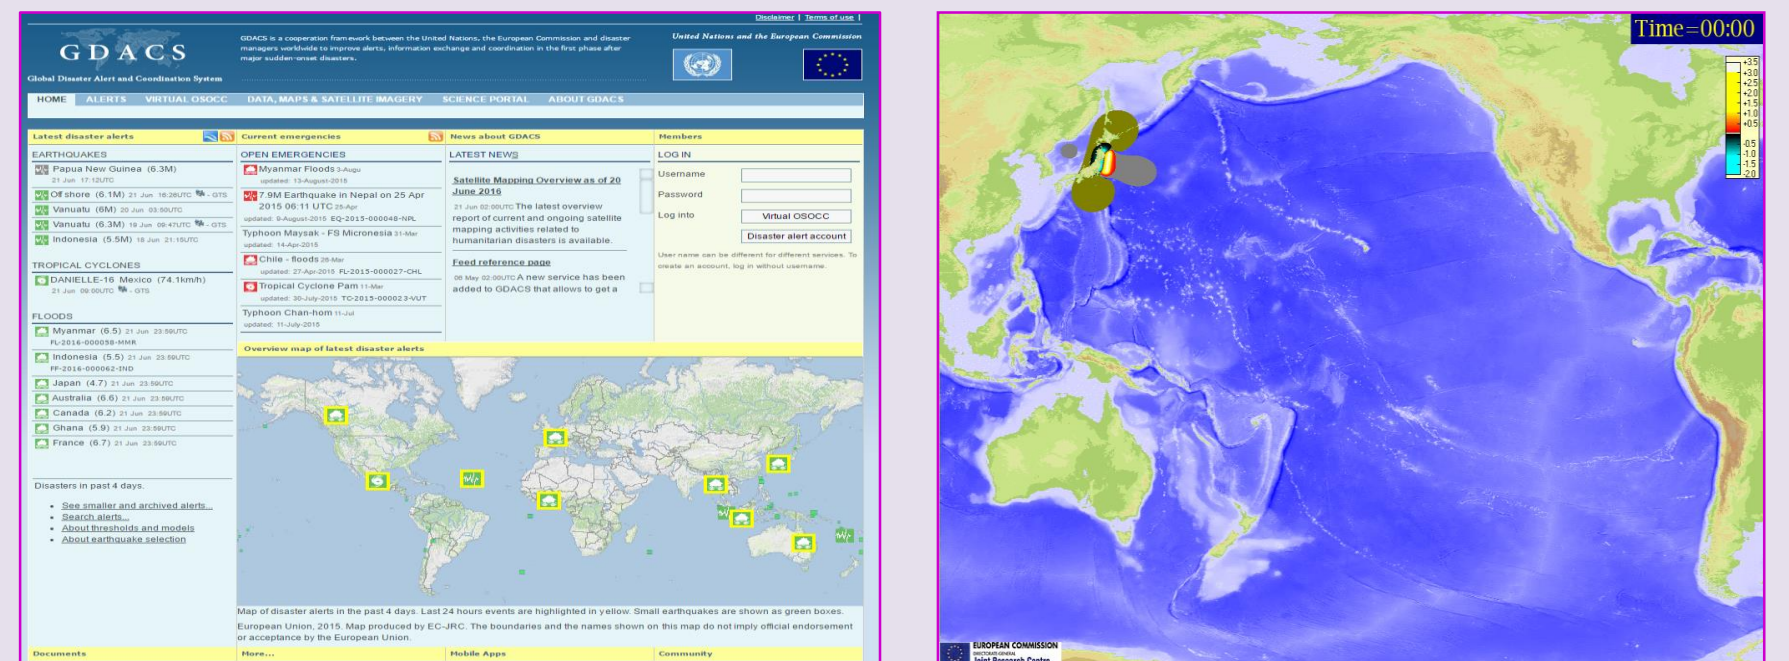 Disclaimer | Terms of use |
GDACS
Global Disaster Alert and Coordination System
GDACS is a cooperation framework between the United Nations, the European Commission and disaster
managers worldwide to improve alerts, information exchange and coordination in the first phase after
major sudden-onset disasters.
United Nations and the European Commission
HOME ALERTS VIRTUAL OSOCC DATA, MAPS & SATELLITE IMAGERY SCIENCE PORTAL ABOUT GDACS
Latest disaster alerts
EARTHQUAKES
Papua New Guinea (6.3M)
21 Jun 17:12UTC
Off shore (6.1M) 21 Jun 16:26UTC - GTS
Vanuatu (6M) 20 Jun 03:50UTC
Vanuatu (6.3M) 19 Jun 09:47UTC - GTS
Indonesia (5.5M) 18 Jun 21:15UTC
TROPICAL CYCLONES
DANIELLE-16 Mexico (74.1km/h)
21 Jun 09:00UTC - GTS
FLOODS
Myanmar (6.5) 21 Jun 23:59UTC
FL-2016-000058-MMR
Indonesia (5.5) 21 Jun 23:59UTC
FF-2016-000062-IND
Japan (4.7) 21 Jun 23:59UTC
Australia (6.6) 21 Jun 23:59UTC
Canada (6.2) 21 Jun 23:59UTC
Ghana (5.9) 21 Jun 23:59UTC
France (6.7) 21 Jun 23:59UTC
Disasters in past 4 days.
See smaller and archived alerts...
Search alerts...
About thresholds and models
About earthquake selection
Current emergencies
OPEN EMERGENCIES
Myanmar Floods 3-Augu
updated: 13-August-2015
7.9M Earthquake in Nepal on 25 Apr
2015 06:11 UTC 25-Apr
updated: 9-August-2015 EQ-2015-000048-NPL
Typhoon Maysak - FS Micronesia 31-Mar
updated: 14-Apr-2015
Chile - floods 26-Mar
updated: 27-Apr-2015 FL-2015-000027-CHL
Tropical Cyclone Pam 11-Mar
updated: 30-July-2015 TC-2015-000023-VUT
Typhoon Chan-hom 11-Jul
updated: 11-July-2015
News about GDACS
LATEST NEWS
Satellite Mapping Overview as of 20
June 2016
21 Jun 02:00UTC The latest overview
report of current and ongoing satellite
mapping activities related to
humanitarian disasters is available.
Feed reference page
06 May 02:00UTC A new service has been
added to GDACS that allows to get a
Members
LOG IN
Username
Password
Log into Virtual OSOCC
Disaster alert account
User name can be different for different services. To
create an account, log in without username.
Overview map of latest disaster alerts
Map of disaster alerts in the past 4 days. Last 24 hours events are highlighted in yellow. Small earthquakes are shown as green boxes.
European Union, 2015. Map produced by EC-JRC. The boundaries and the names shown on this map do not imply official endorsement
or acceptance by the European Union.
Documents More... Mobile Apps Community
Time=00:00
+3.5
+3.0
+2.5
+2.0
+1.5
+1.0
+0.5
-0.5
-1.0
-1.5
-2.0
EUROPEAN COMMISSION
DIRECTORATE-GENERAL
Joint Research Centre